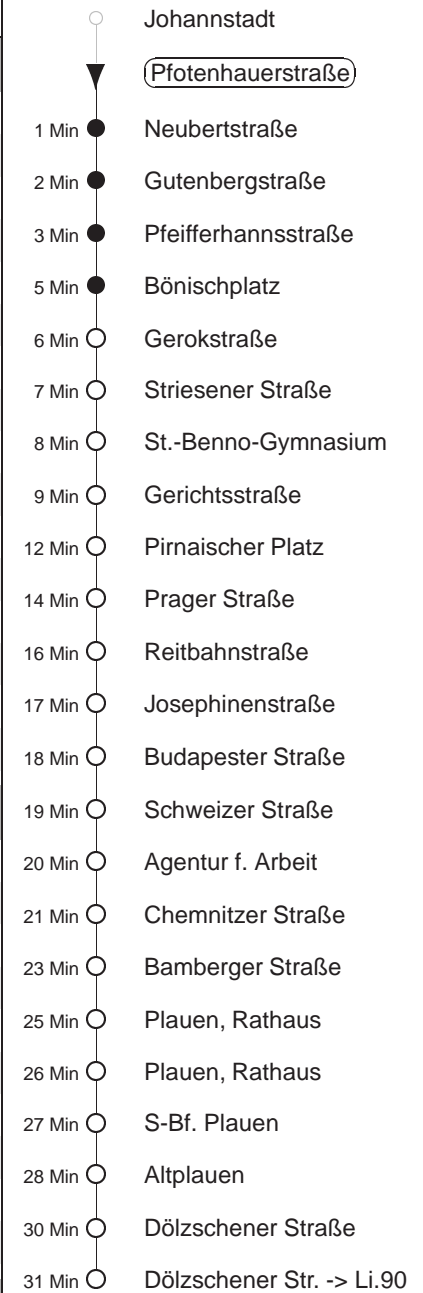 Johannstadt
Pfotenhauerstraße
1 Min Neubertstraße
2 Min Gutenbergstraße
3 Min Pfeifferhannsstraße
5 Min Bönischplatz
6 Min Gerokstraße
7 Min Striesener Straße
8 Min St.-Benno-Gymnasium
9 Min Gerichtsstraße
12 Min Pirnaischer Platz
14 Min Prager Straße
16 Min Reitbahnstraße
17 Min Josephinenstraße
18 Min Budapester Straße
19 Min Schweizer Straße
20 Min Agentur f. Arbeit
21 Min Chemnitzer Straße
23 Min Bamberger Straße
25 Min Plauen, Rathaus
26 Min Plauen, Rathaus
27 Min S-Bf. Plauen
28 Min Altplauen
30 Min Dölzschener Straße
31 Min Dölzschener Str. -> Li.90